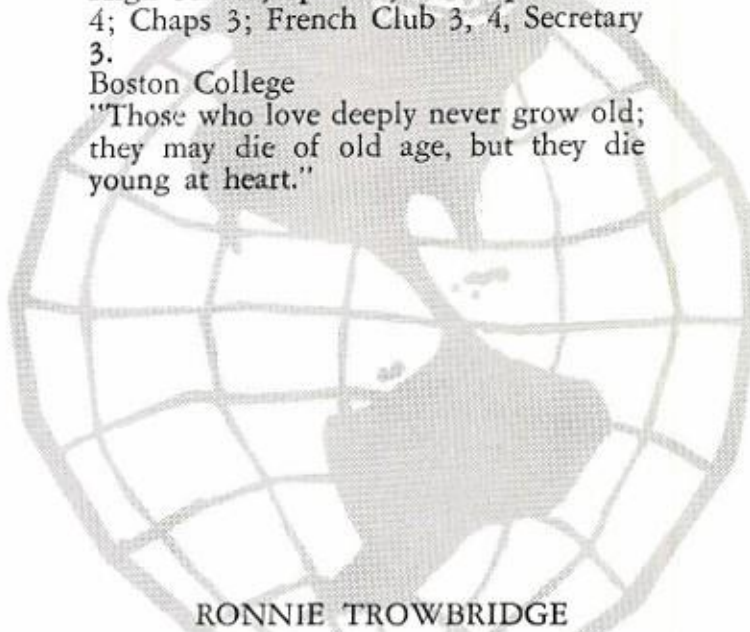 4; Chaps 3; French Club 3, 4, Secretary
3.
Boston College
"Those who love deeply never grow old;
they may die of old age, but they die
young at heart."
RONNIE TROWBRIDGE